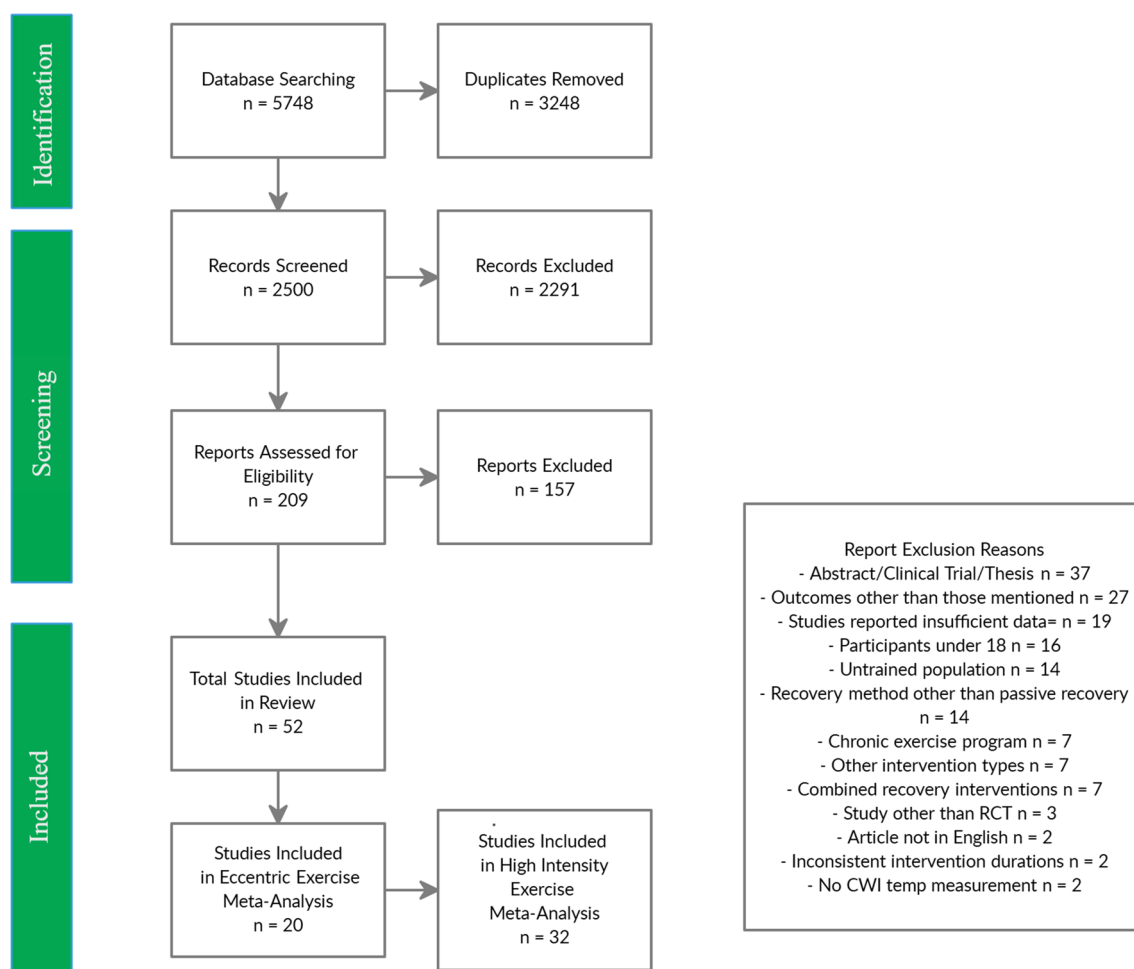 Identification
Database Searching
n = 5748
Duplicates Removed
n = 3248
Screening
Records Screened
n = 2500
Records Excluded
n = 2291
Reports Assessed for
Eligibility
n = 209
Reports Excluded
n = 157
Included
Total Studies Included
in Review
n = 52
Studies Included
in Eccentric Exercise
Meta-Analysis
n = 20
Studies Included
in High Intensity
Exercise
Meta-Analysis
n = 32
Report Exclusion Reasons
- Abstract/Clinical Trial/Thesis n = 37
- Outcomes other than those mentioned n = 27
- Studies reported insufficient data= n = 19
- Participants under 18 n = 16
- Untrained population n = 14
- Recovery method other than passive recovery
n = 14
- Chronic exercise program n = 7
- Other intervention types n = 7
- Combined recovery interventions n = 7
- Study other than RCT n = 3
- Article not in English n = 2
- Inconsistent intervention durations n = 2
- No CWI temp measurement n = 2